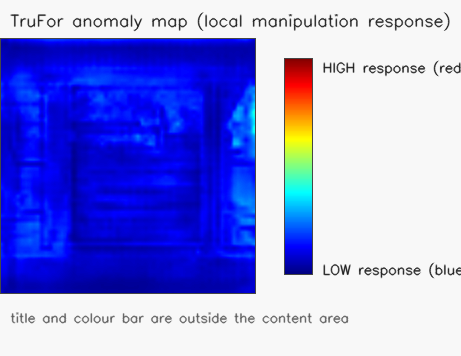 TruFor anomaly map (local manipulation response)
HIGH response (red
LOW response (blue
title and colour bar are outside the content area